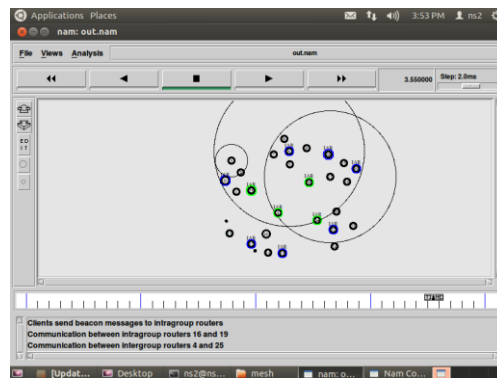 Applications Places
3:53 PM
ns2
nam: out.nam
File Views Analysis
out.nam
3.550000
Step: 2.0ms
ED
IT
Clients send beacon messages to intragroup routers
Communication between intragroup routers 16 and 19
Communication between intergroup routers 4 and 25
[Updat...
Desktop
ns2@ns...
mesh
nam: o...
Nam Co...